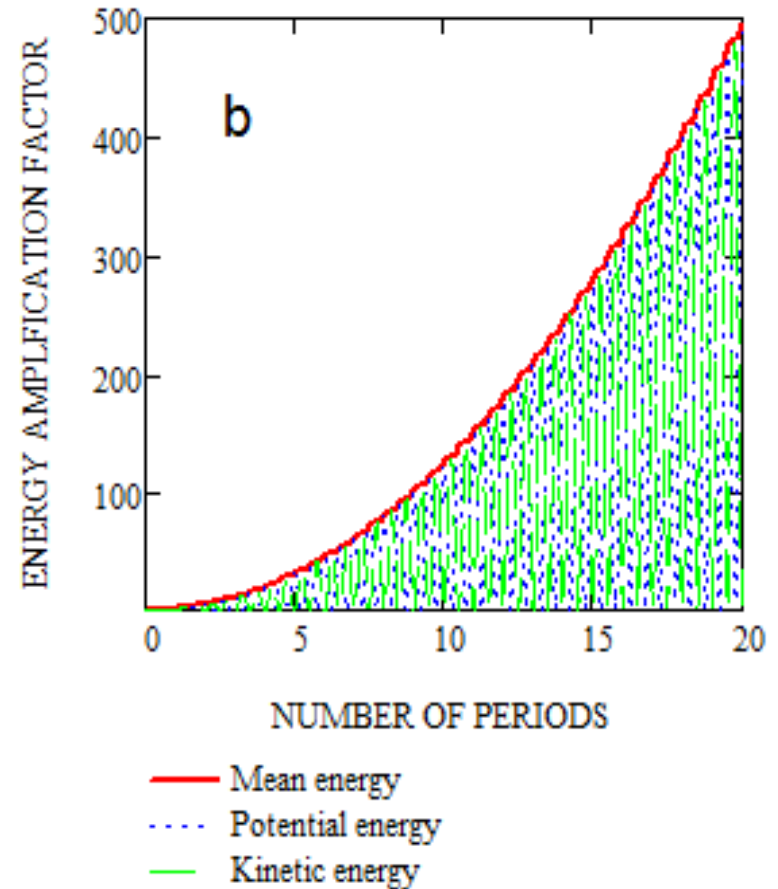 ENERGY AMPLFICATION FACTOR
500
400
300
200
100
b
0 5 10 15 20
NUMBER OF PERIODS
Mean energy
Potential energy
Kinetic energy